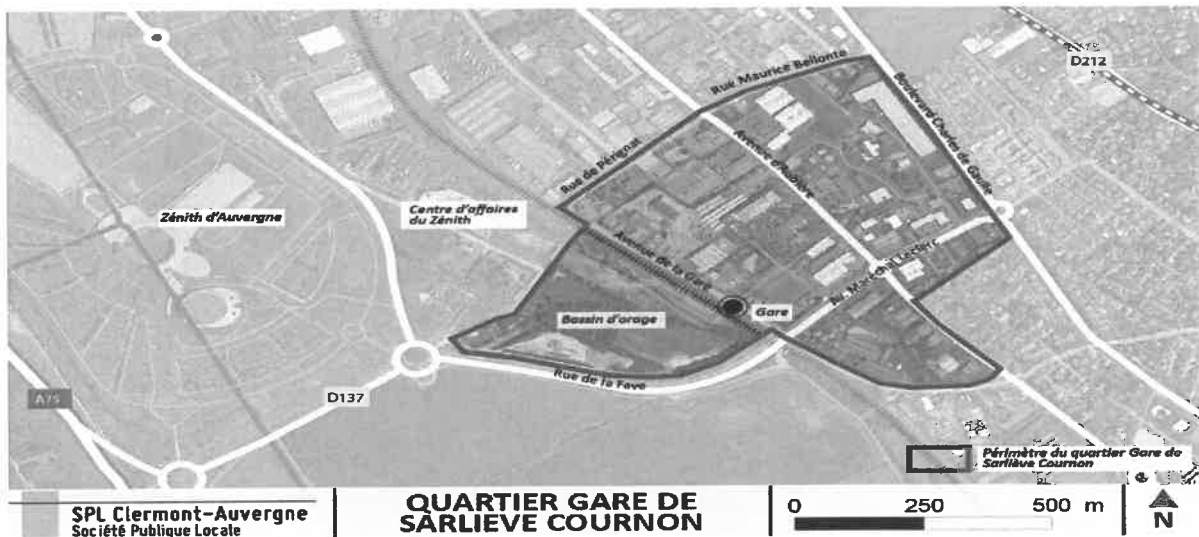 D212
Rue Maurice Bellonte
Boulevard Charles de Gaulle
Rue de Pérignat
Avenue d'Aubière
Zénith d'Auvergne
Centre d'affaires
du Zénith
Avenue de la Gare
Av. Maréchal Leclerc
Gare
Bassin d'orage
Rue de la Fave
A75
D137
Périmètre du quartier Gare de
Sarliève Cournon
SPL Clermont-Auvergne
Société Publique Locale
QUARTIER GARE DE
SARLIEVE COURNON
0 250 500 m
N